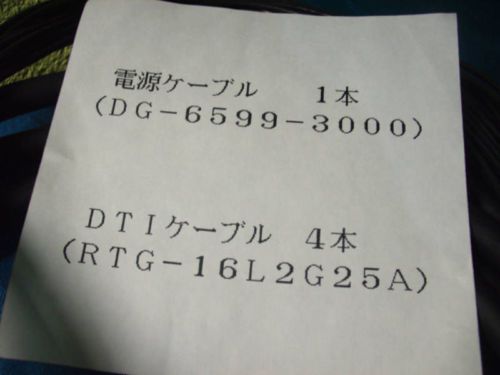 電源ケーブル　　１本
（ＤＧ－６５９９－３０００）
ＤＴＩケーブル　４本
（ＲＴＧ－１６Ｌ２Ｇ２５Ａ）